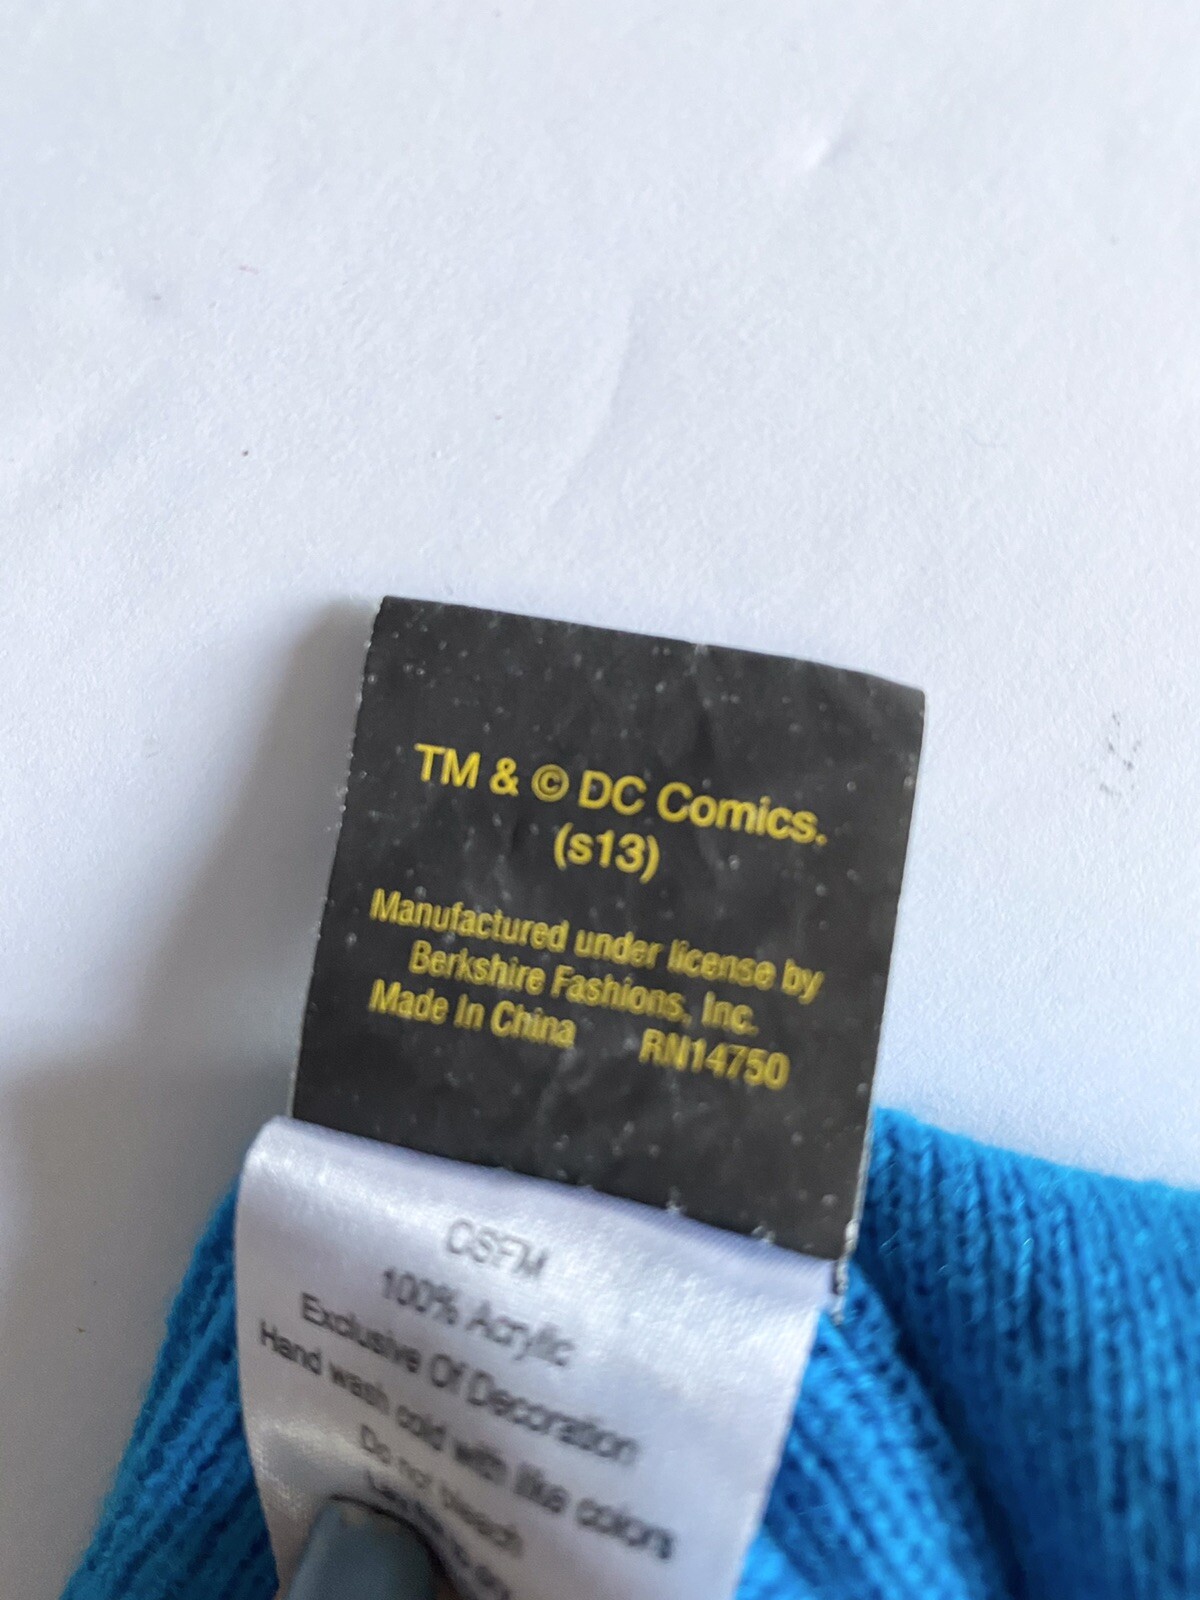 TM & © DC Comics.
(s13)
Manufactured under license by
Berkshire Fashions, Inc.
Made In China RN14750
CSFM
100% Acrylic
Exclusive Of Decoration
Hand wash cold with like colors
Do not bleach